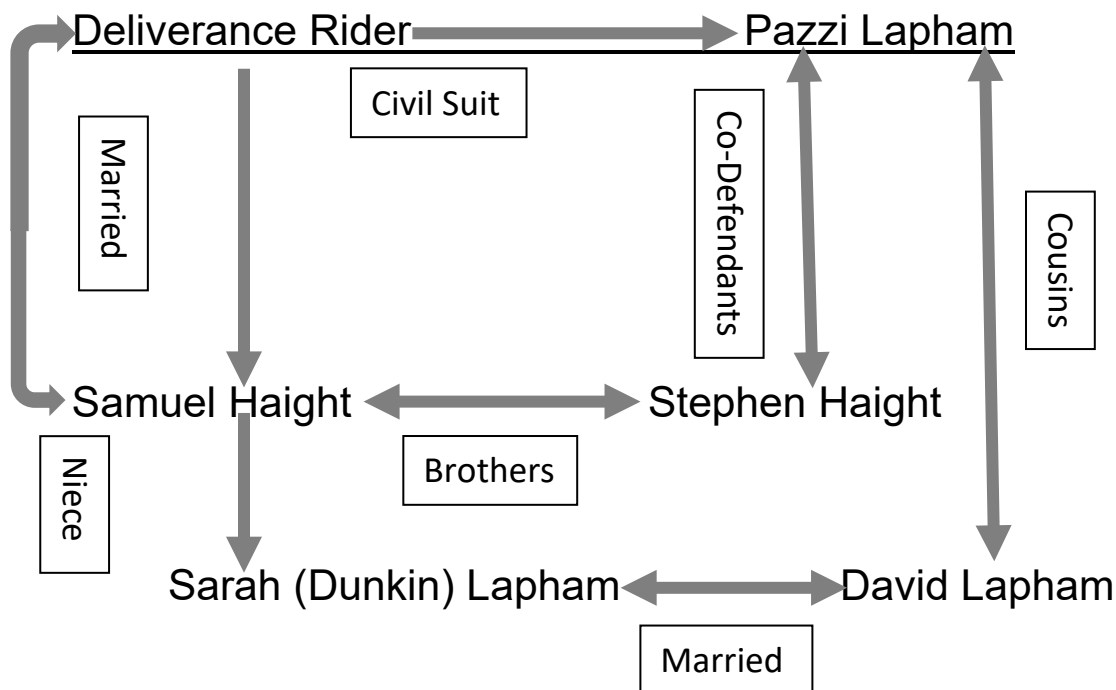 Deliverance Rider Pazzi Lapham
Civil Suit
Married
Co-Defendants
Cousins
Samuel Haight Stephen Haight
Niece
Brothers
Sarah (Dunkin) Lapham David Lapham
Married